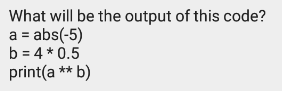 What will be the output of this code?
a = abs(-5)
b = 4 * 0.5
print(a ** b)